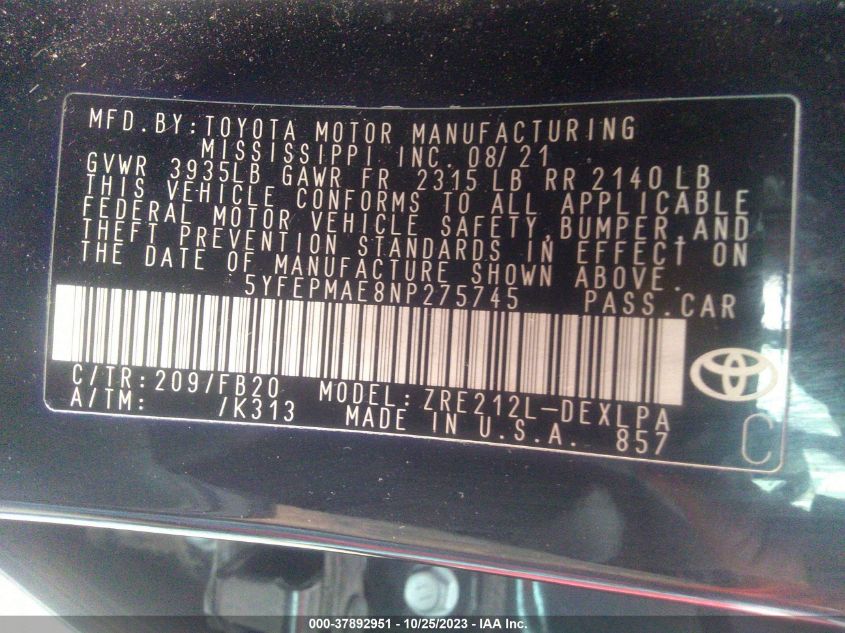 MFD.BY:TOYOTA MOTOR MANUFACTURING
MISSISSIPPI INC. 08/21
GVWR 3935LB GAWR FR 2315 LB RR 2140 LB
THIS VEHICLE CONFORMS TO ALL APPLICABLE
FEDERAL MOTOR VEHICLE SAFETY,BUMPER,AND
THEFT PREVENTION STANDARDS IN EFFECT ON
THE DATE OF MANUFACTURE SHOWN ABOVE.
5YFEPMAE8NP275745 PASS.CAR
C/TR:209/FB20 MODEL:ZRE212L-DEXLPA
A/TM: /K313 MADE IN U.S.A. 857 C
000-37892951 - 10/25/2023 - IAA Inc.